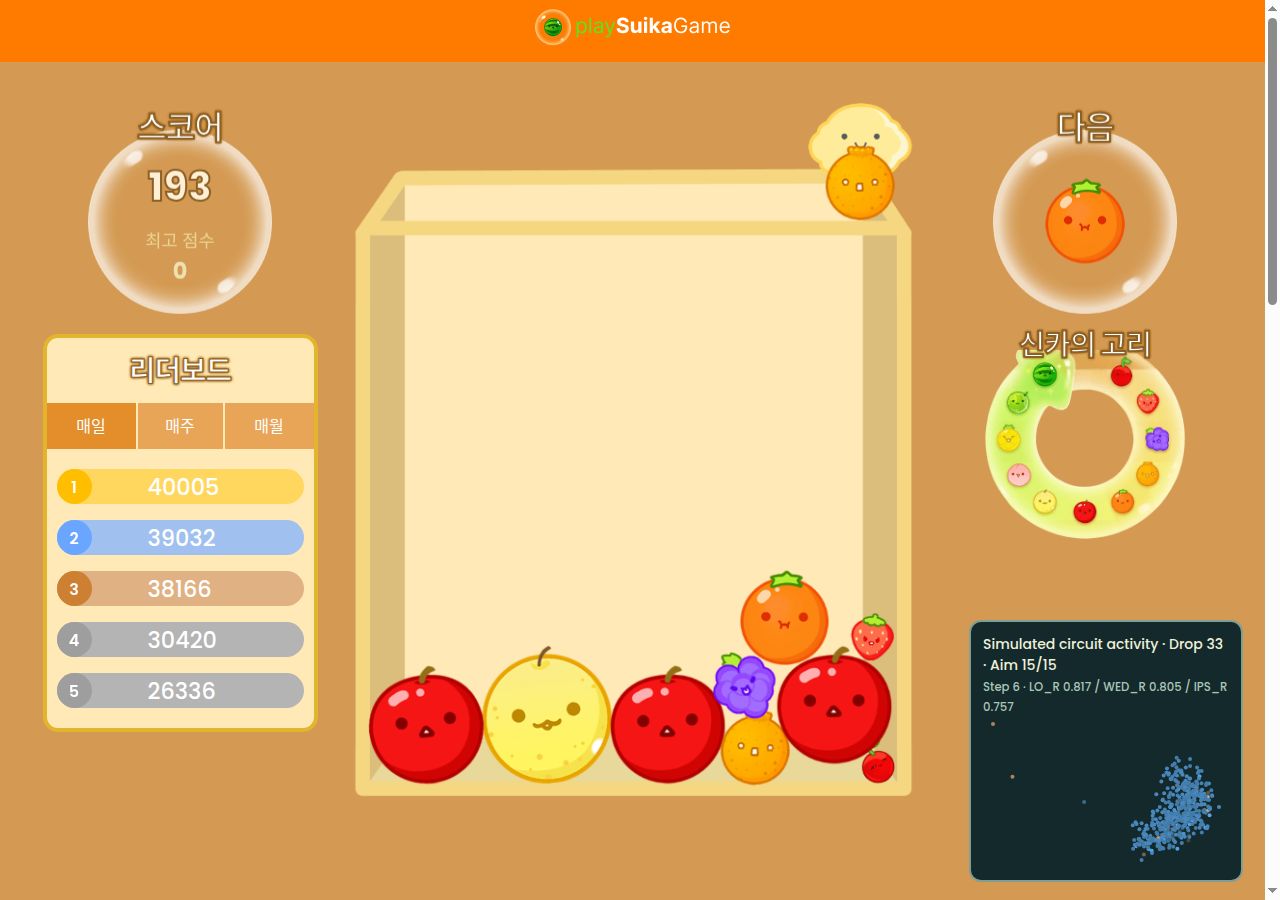 playSuikaGame
스코어
193
최고 점수
0
리더보드
매일 매주 매월
1 40005
2 39032
3 38166
4 30420
5 26336
다음
신카의 고리
Simulated circuit activity · Drop 33
· Aim 15/15
Step 6 · LO_R 0.817 / WED_R 0.805 / IPS_R
0.757